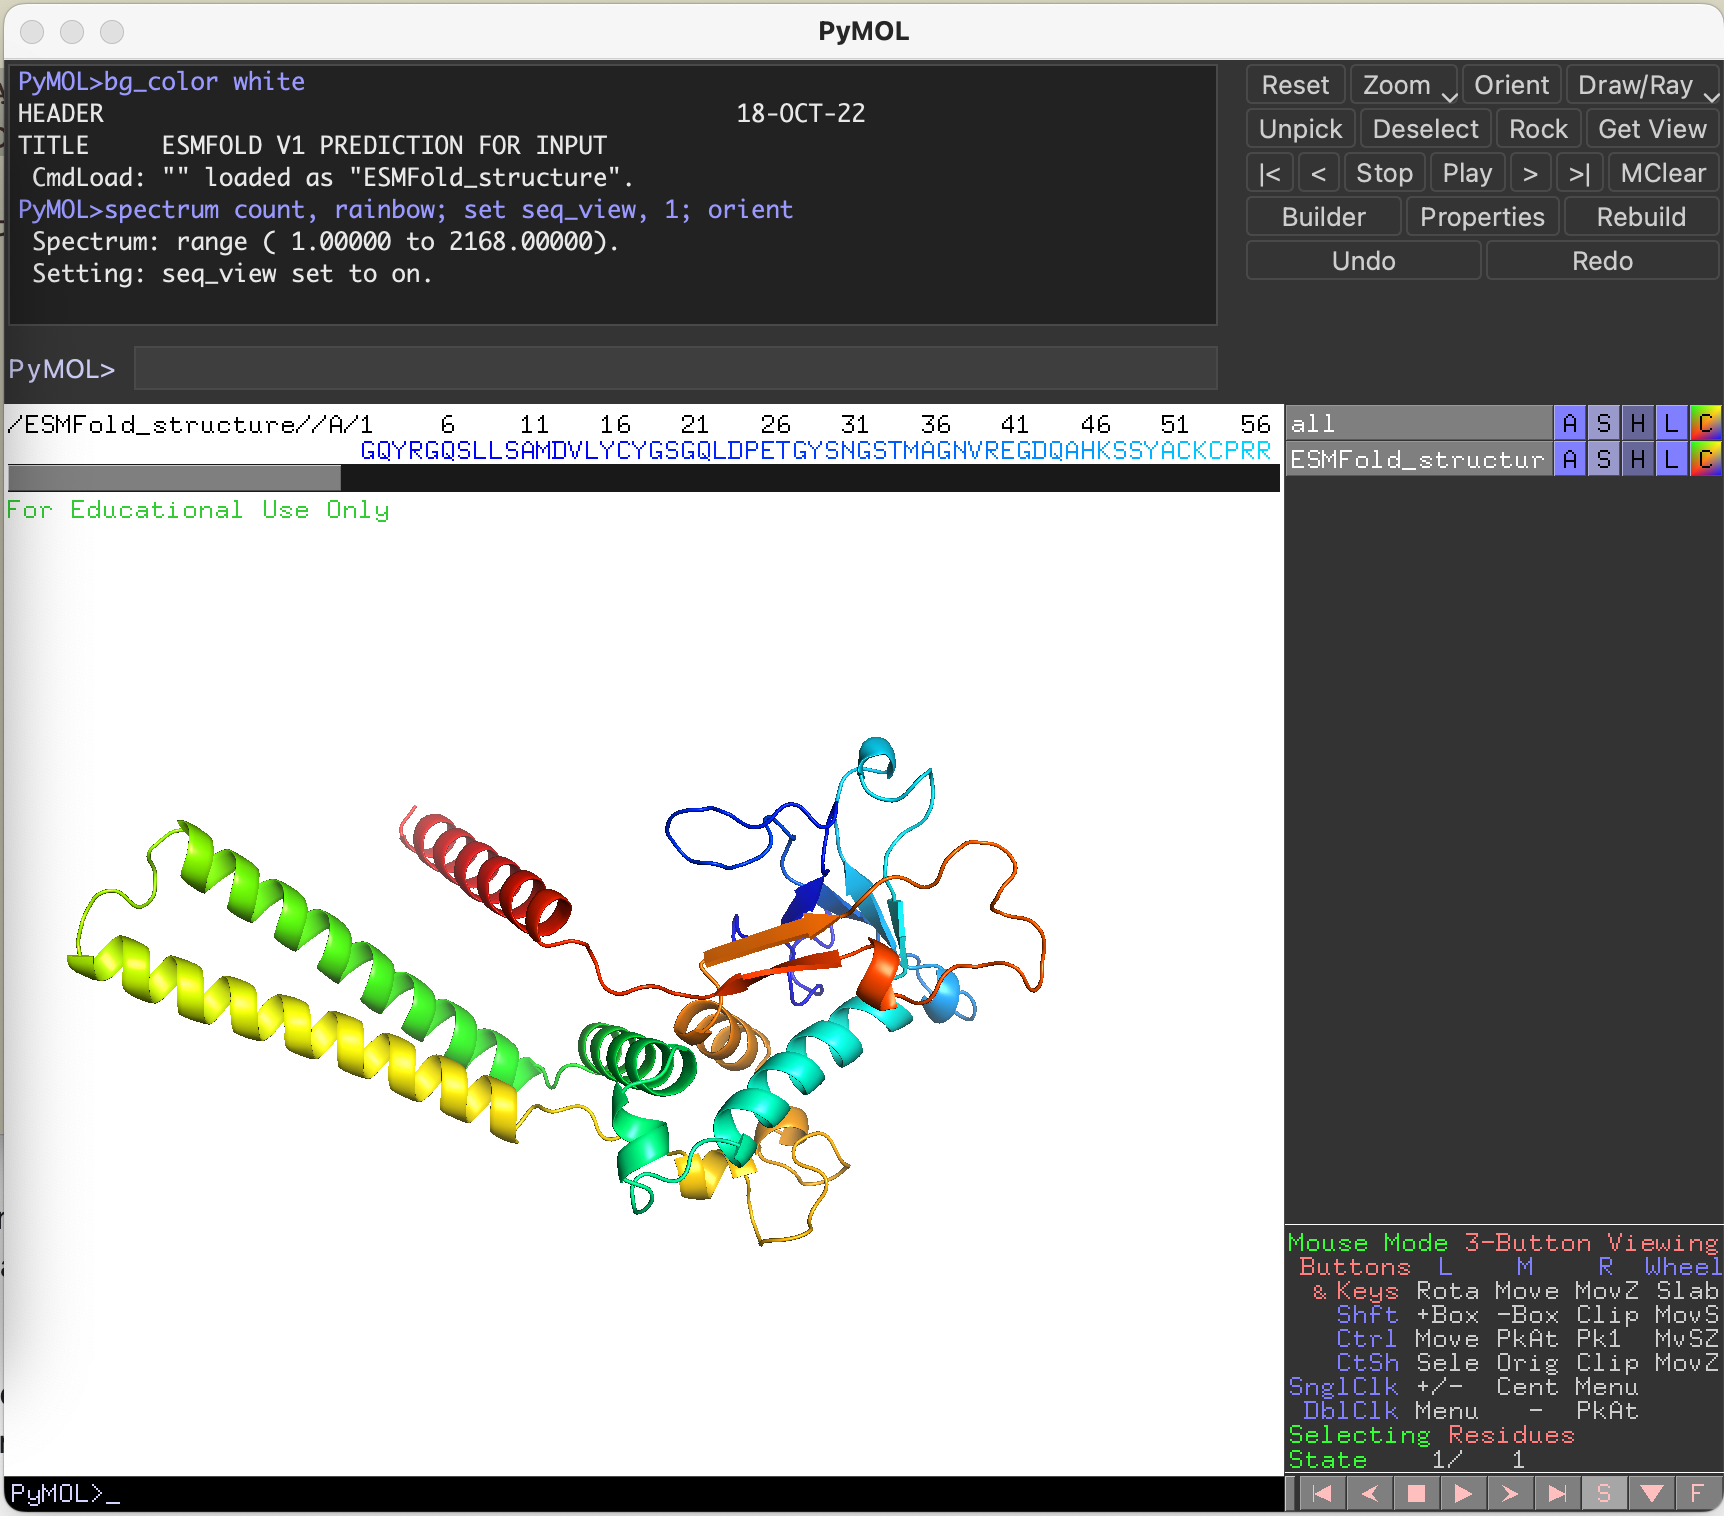 PyMOL
PyMOL>bg_color white
HEADER 18-OCT-22
TITLE ESMFOLD V1 PREDICTION FOR INPUT
CmdLoad: "" loaded as "ESMFold_structure".
PyMOL>spectrum count, rainbow; set seq_view, 1; orient
Spectrum: range ( 1.00000 to 2168.00000).
Setting: seq_view set to on.
Reset Zoom Orient Draw/Ray
Unpick Deselect Rock Get View
|< < Stop Play > >| MClear
Builder Properties Rebuild
Undo Redo
PyMOL>
/ESMFold_structure//A/1 6 11 16 21 26 31 36 41 46 51 56
GQYRGQSLLSAMDVLYCYGSGQLDPETGYSNGSTMAGNVREGDQAHKSSYACKCPRR
For Educational Use Only
all A S H L C
ESMFold_structur A S H L C
Mouse Mode 3-Button Viewing
Buttons L M R Wheel
& Keys Rota Move MovZ Slab
Shft +Box -Box Clip MovS
Ctrl Move PkAt Pk1 MvSZ
CtSh Sele Orig Clip MovZ
SnglClk +/- Cent Menu
DblClk Menu - PkAt
Selecting Residues
State 1/ 1
PyMOL>_
S F